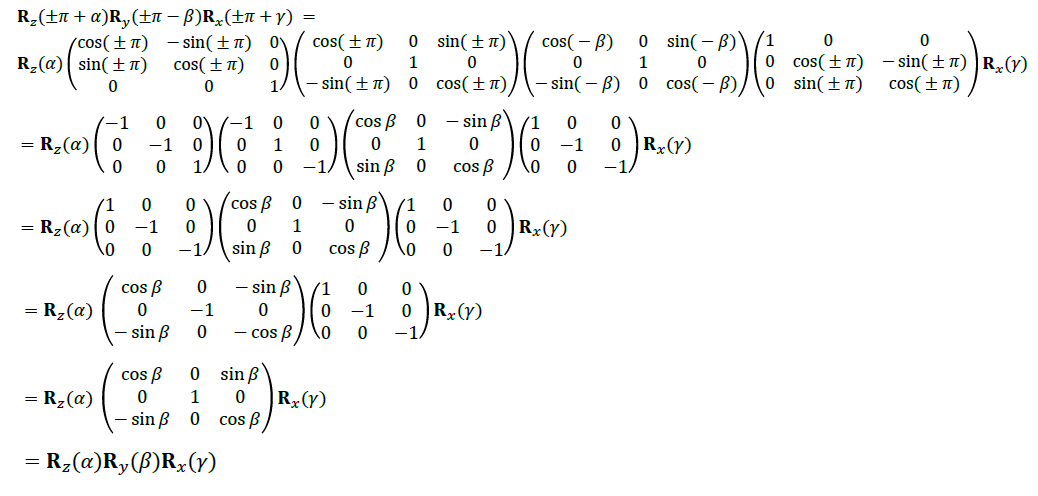 R_z(±π + α)R_y(±π − β)R_x(±π + γ) =
R_z(α) (cos(±π) −sin(±π) 0; sin(±π) cos(±π) 0; 0 0 1) (cos(±π) 0 sin(±π); 0 1 0; −sin(±π) 0 cos(±π)) (cos(−β) 0 sin(−β); 0 1 0; −sin(−β) 0 cos(−β)) (1 0 0; 0 cos(±π) −sin(±π); 0 sin(±π) cos(±π)) R_x(γ)
= R_z(α) (−1 0 0; 0 −1 0; 0 0 1) (−1 0 0; 0 1 0; 0 0 −1) (cos β 0 −sin β; 0 1 0; sin β 0 cos β) (1 0 0; 0 −1 0; 0 0 −1) R_x(γ)
= R_z(α) (1 0 0; 0 −1 0; 0 0 −1) (cos β 0 −sin β; 0 1 0; sin β 0 cos β) (1 0 0; 0 −1 0; 0 0 −1) R_x(γ)
= R_z(α) (cos β 0 −sin β; 0 −1 0; −sin β 0 −cos β) (1 0 0; 0 −1 0; 0 0 −1) R_x(γ)
= R_z(α) (cos β 0 sin β; 0 1 0; −sin β 0 cos β) R_x(γ)
= R_z(α)R_y(β)R_x(γ)